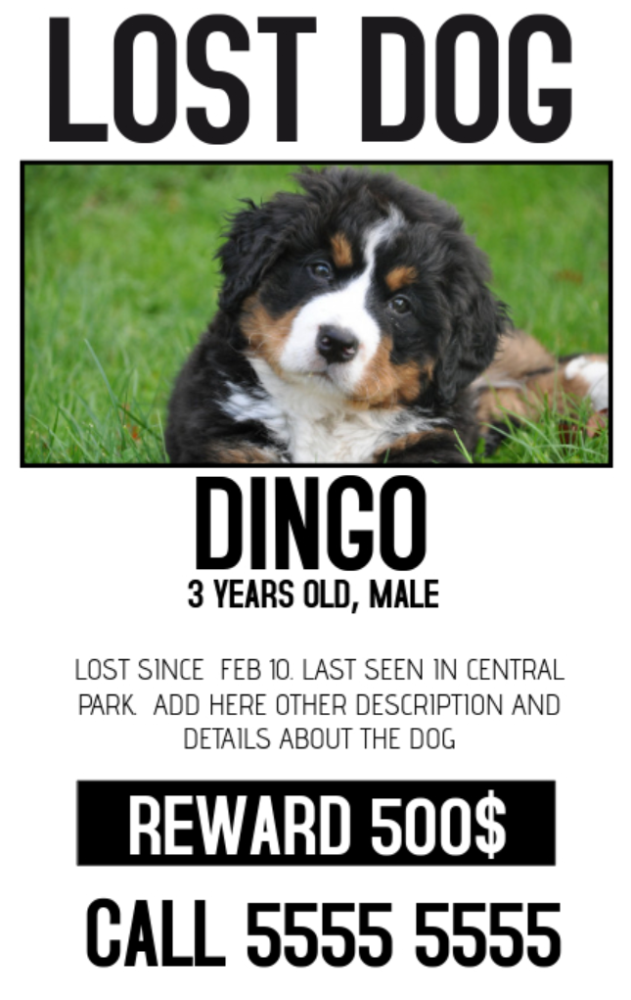 LOST DOG
DINGO
3 YEARS OLD, MALE
LOST SINCE FEB 10. LAST SEEN IN CENTRAL
PARK. ADD HERE OTHER DESCRIPTION AND
DETAILS ABOUT THE DOG
REWARD 500$
CALL 5555 5555